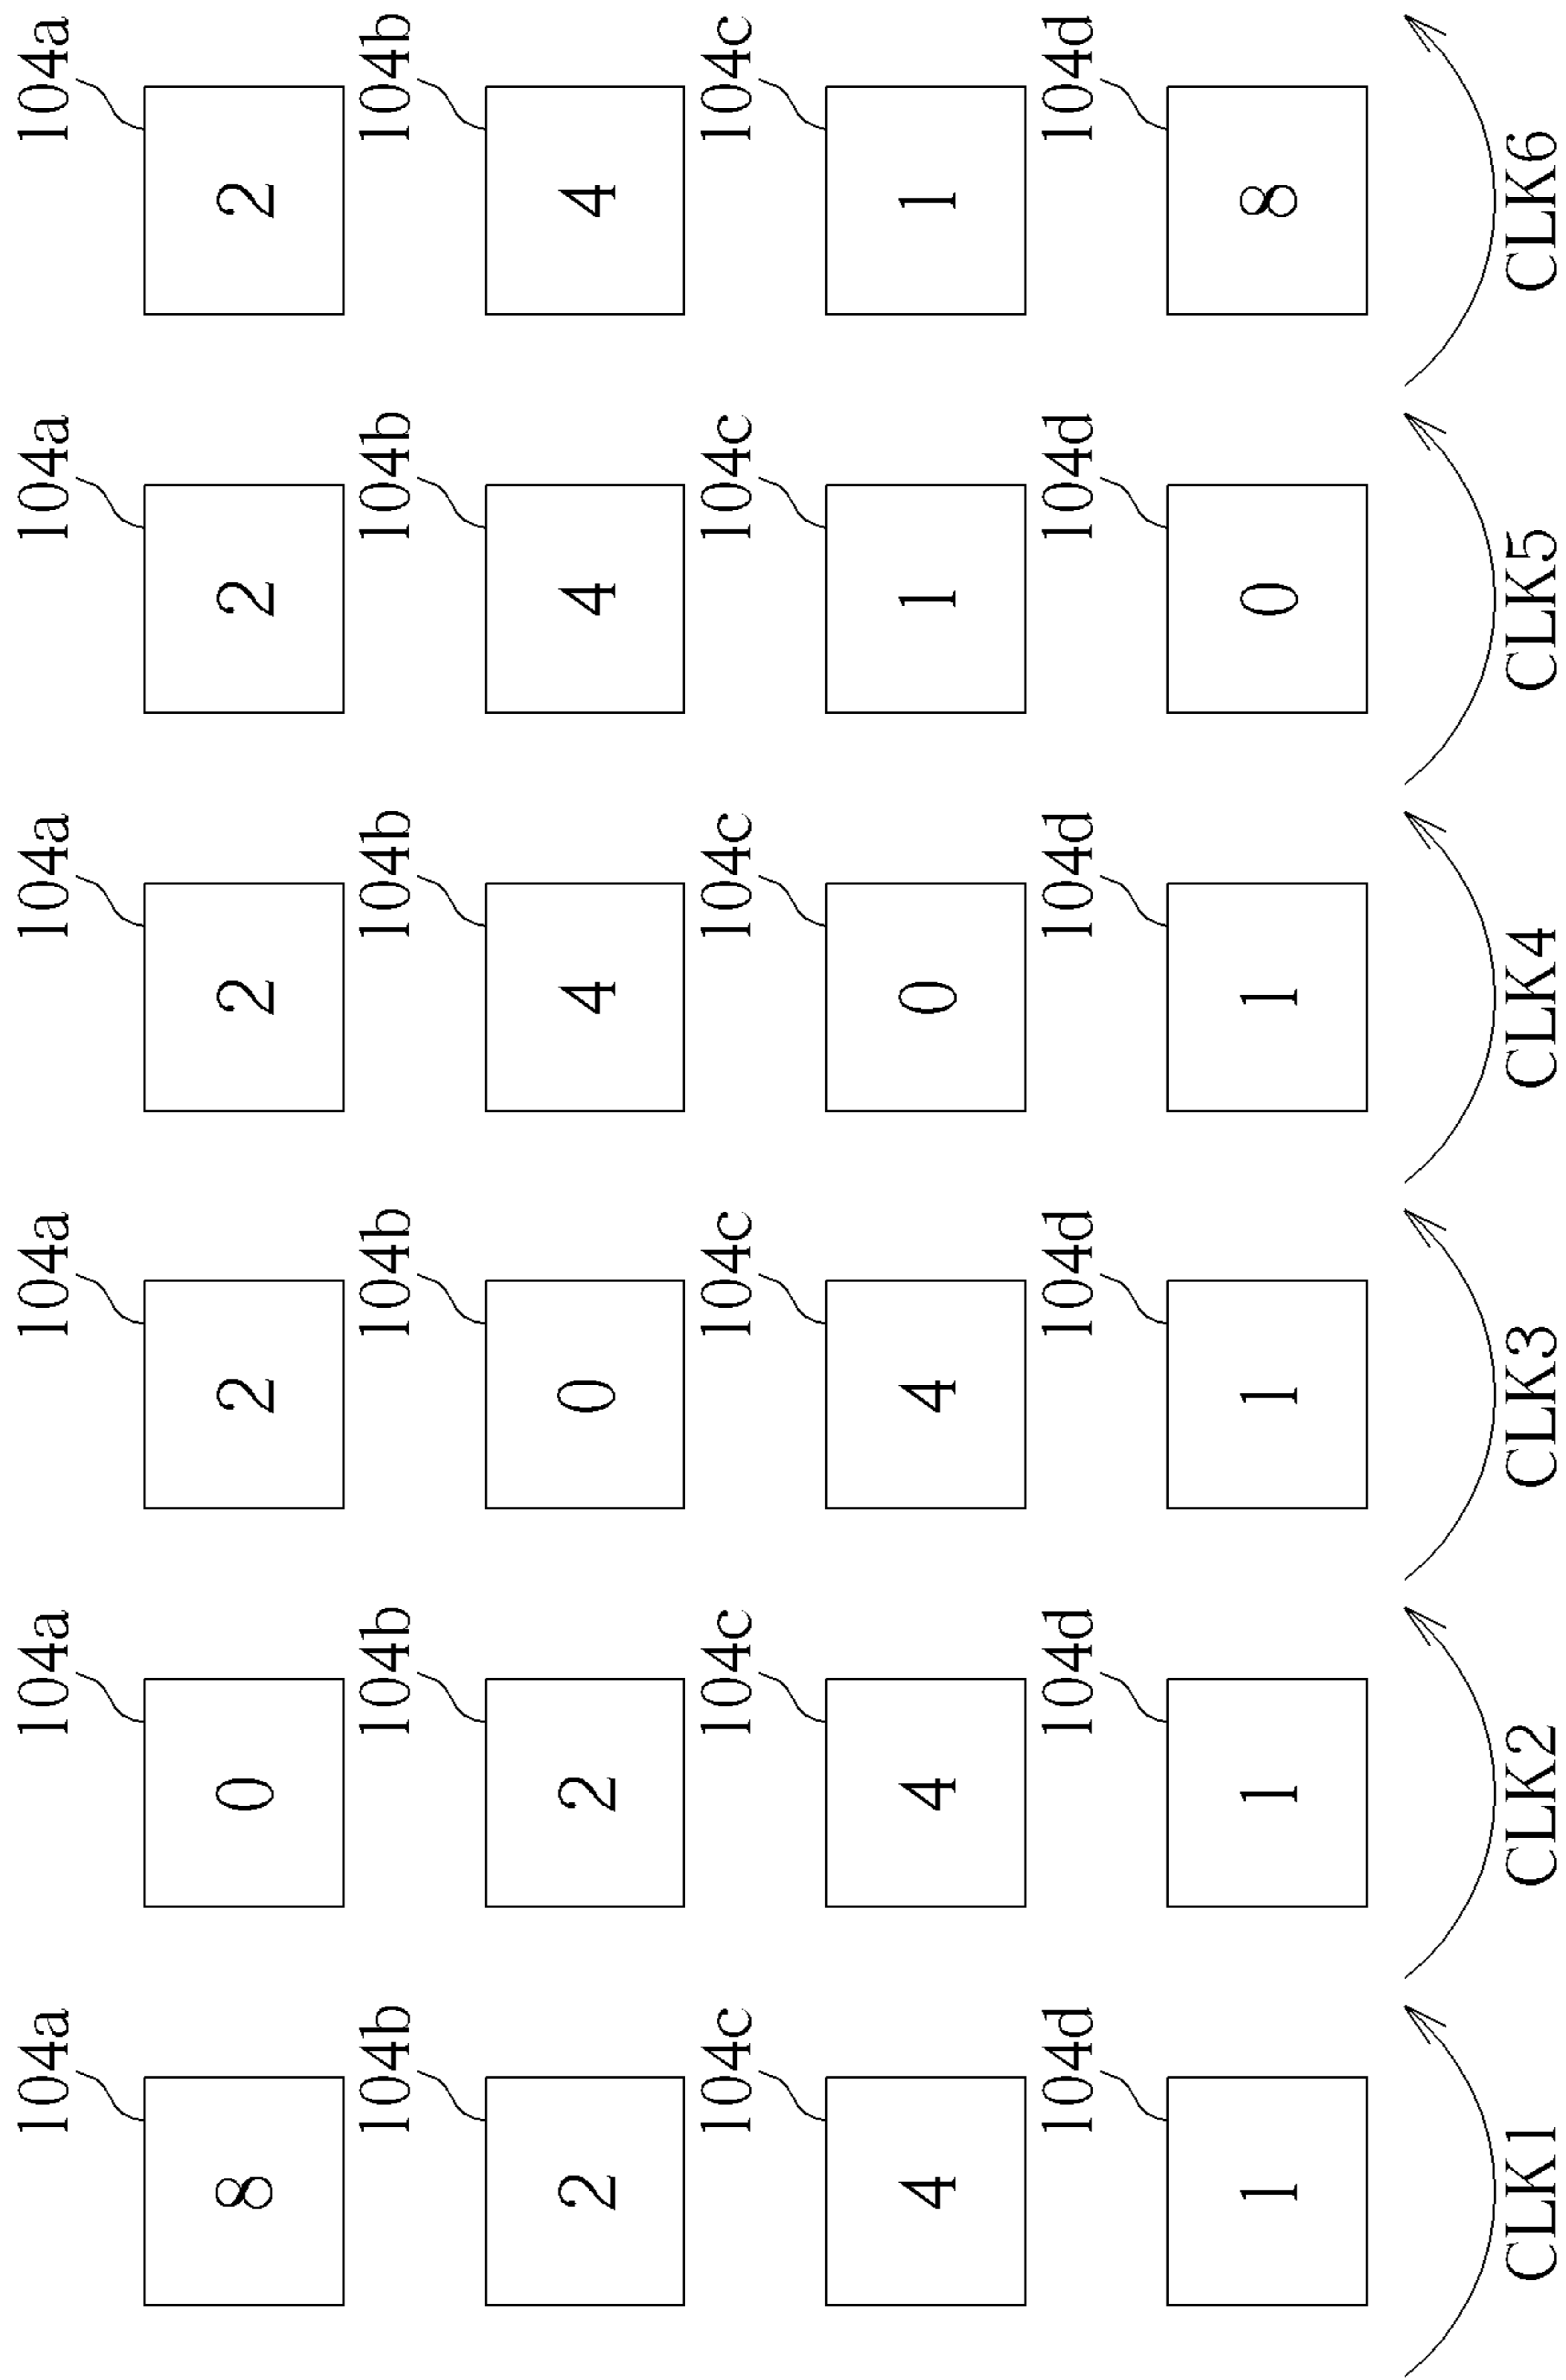 104a 104a 104a 104a 104a 104a
8 0 2 2 2 2
104b 104b 104b 104b 104b 104b
2 2 0 4 4 4
104c 104c 104c 104c 104c 104c
4 4 4 0 1 1
104d 104d 104d 104d 104d 104d
1 1 1 1 0 8
CLK1 CLK2 CLK3 CLK4 CLK5 CLK6